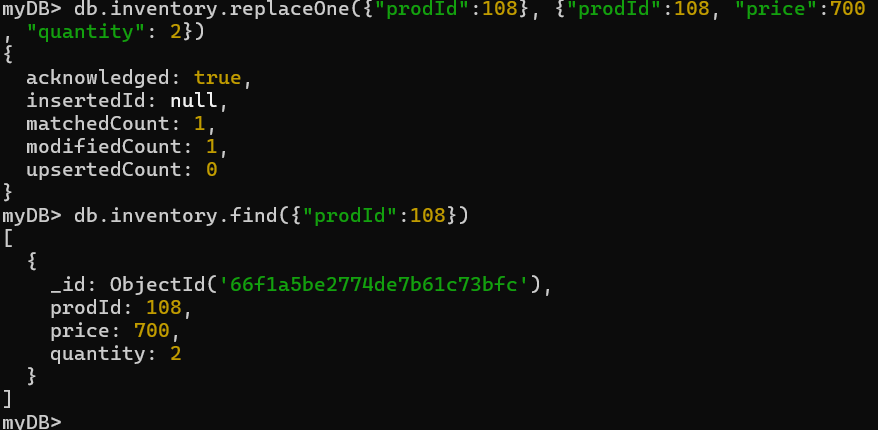 myDB> db.inventory.replaceOne({"prodId":108}, {"prodId":108, "price":700
, "quantity": 2})
{
  acknowledged: true,
  insertedId: null,
  matchedCount: 1,
  modifiedCount: 1,
  upsertedCount: 0
}
myDB> db.inventory.find({"prodId":108})
[
  {
    _id: ObjectId('66f1a5be2774de7b61c73bfc'),
    prodId: 108,
    price: 700,
    quantity: 2
  }
]
myDB>